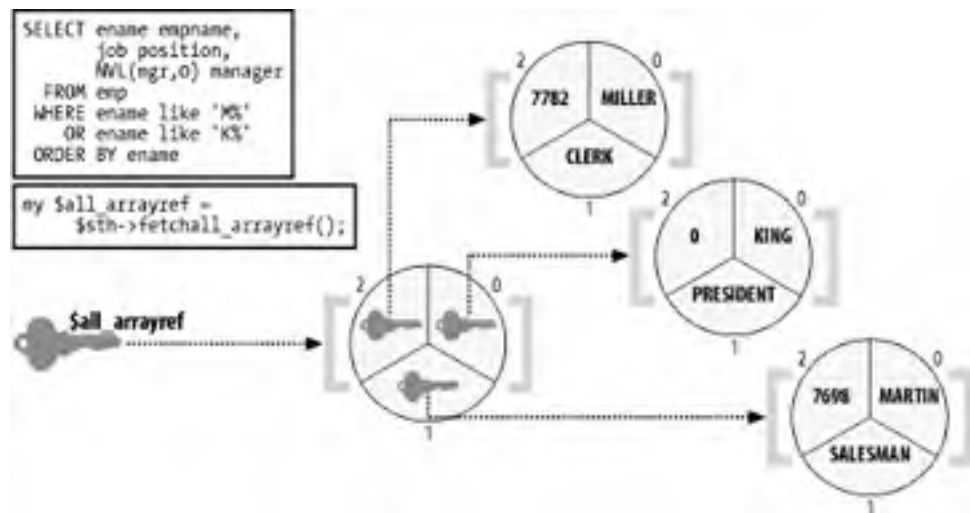 SELECT ename empname,
job position,
NVL(mgr,0) manager
FROM emp
WHERE ename like 'M%'
OR ename like 'K%'
ORDER BY ename
my $all_arrayref =
$sth->fetchall_arrayref();
$all_arrayref
2
0
1
2
0
7782
MILLER
CLERK
1
2
0
0
KING
PRESIDENT
1
2
0
7698
MARTIN
SALESMAN
1